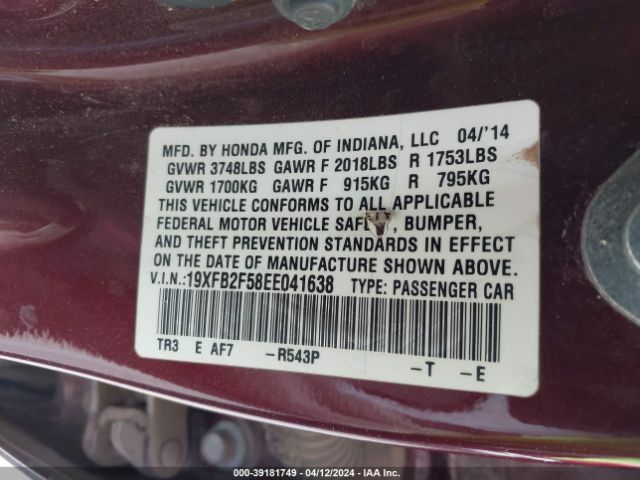 MFD. BY HONDA MFG. OF INDIANA, LLC 04/'14
GVWR 3748LBS GAWR F 2018LBS R 1753LBS
GVWR 1700KG GAWR F 915KG R 795KG
THIS VEHICLE CONFORMS TO ALL APPLICABLE
FEDERAL MOTOR VEHICLE SAF Y, BUMPER,
AND THEFT PREVENTION STANDARDS IN EFFECT
ON THE DATE OF MANUFACTURE SHOWN ABOVE.
V.I.N.:19XFB2F58EE041638 TYPE: PASSENGER CAR
TR3 E AF7 -R543P -T -E
000-39181749 - 04/12/2024 - IAA Inc.